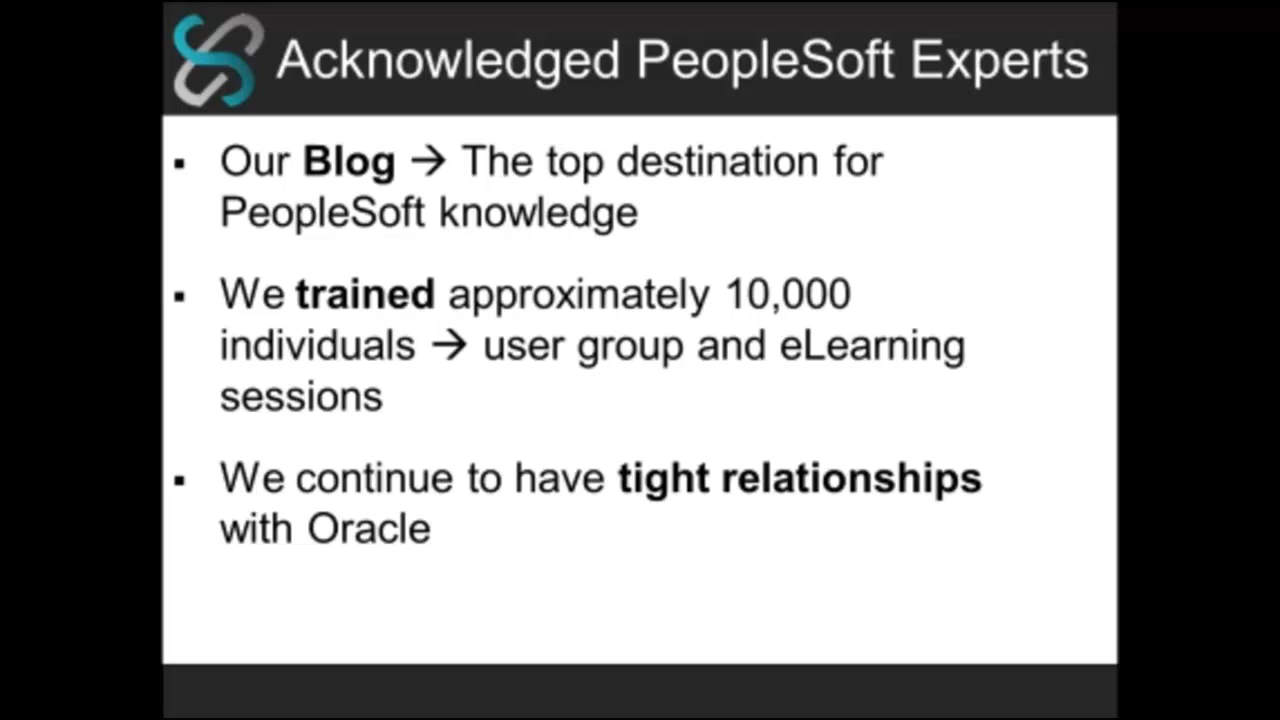 Acknowledged PeopleSoft Experts
▪ Our Blog → The top destination for
PeopleSoft knowledge
▪ We trained approximately 10,000
individuals → user group and eLearning
sessions
▪ We continue to have tight relationships
with Oracle